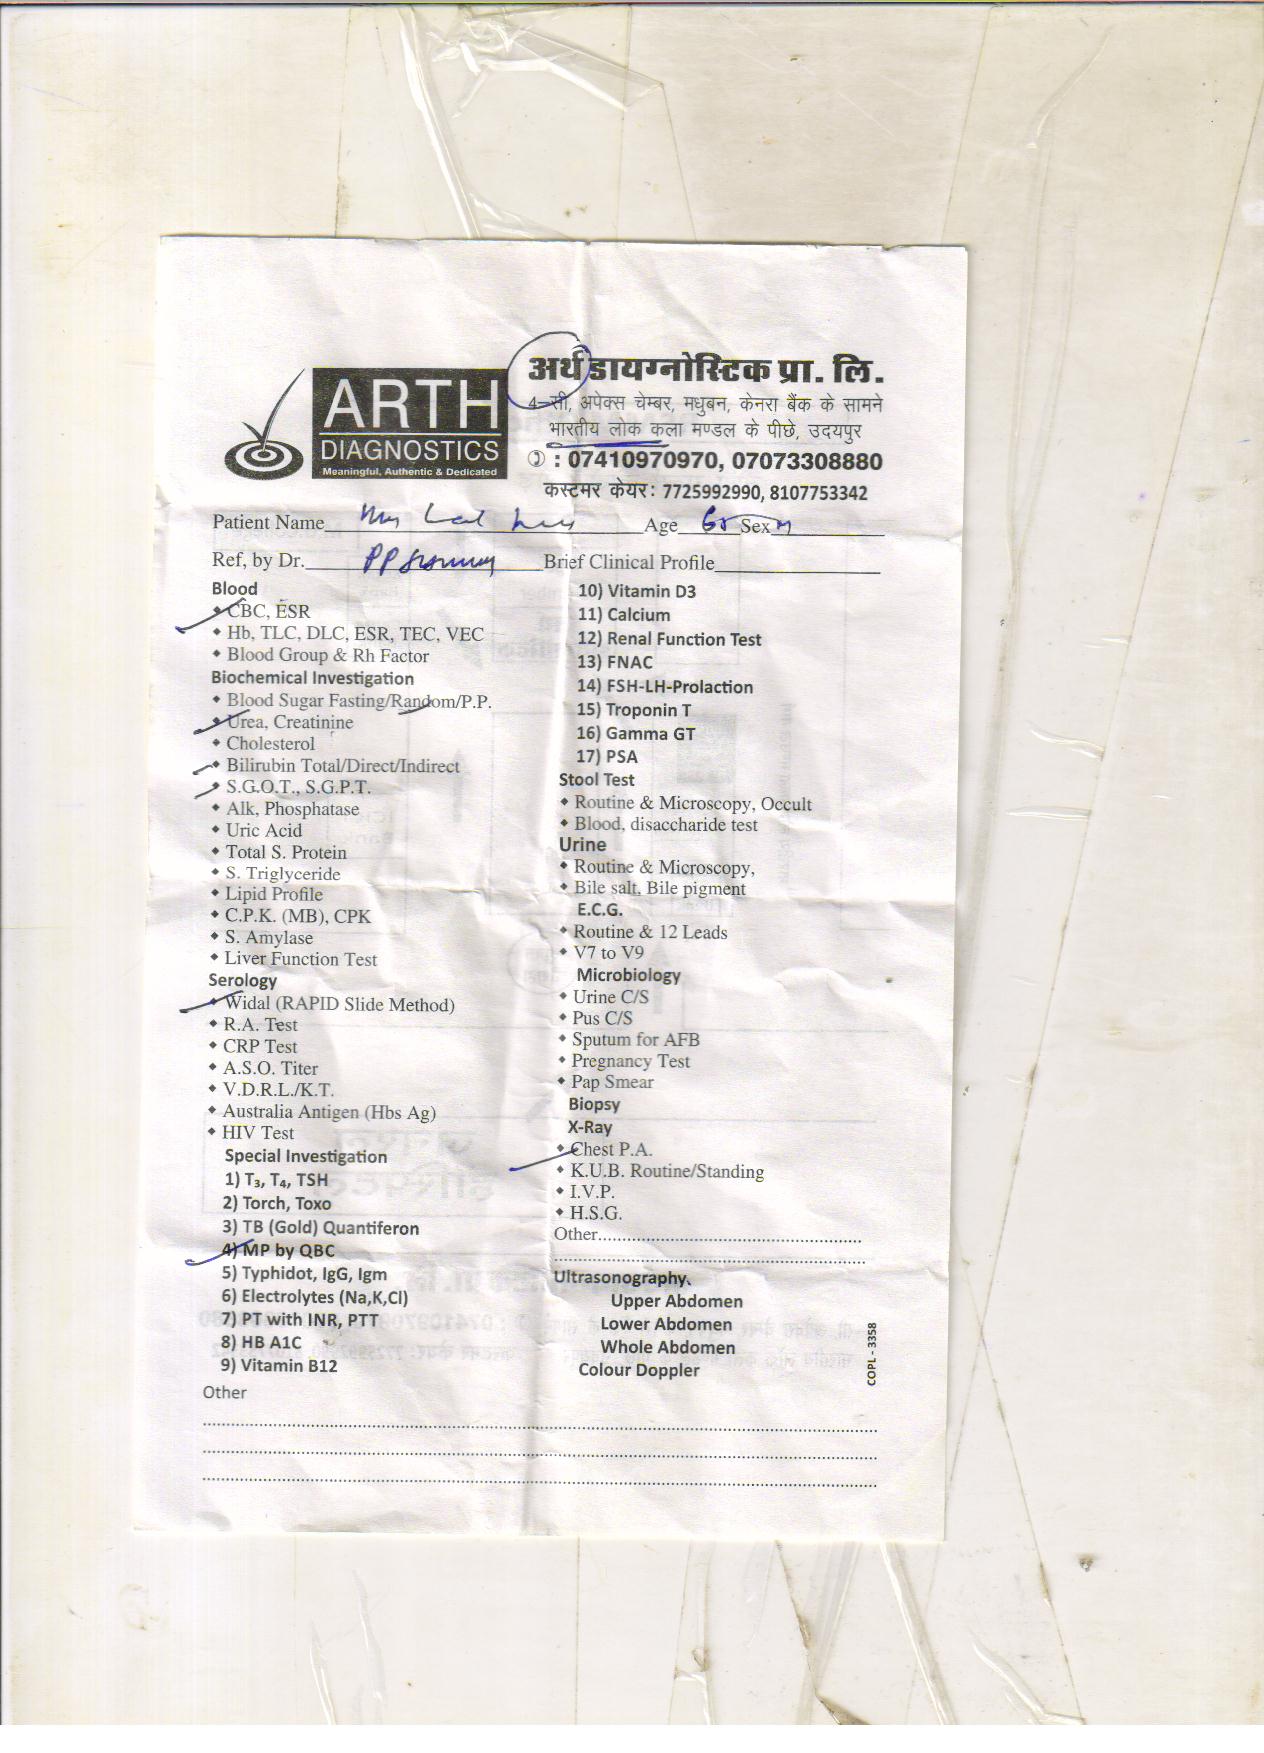 अर्थ डायग्नोस्टिक प्रा. लि.
ARTH
DIAGNOSTICS
Meaningful, Authentic & Dedicated
4-सी, अपेक्स चेम्बर, मधुबन, केनरा बैंक के सामने
भारतीय लोक कला मण्डल के पीछे, उदयपुर
: 07410970970, 07073308880
कस्टमर केयर: 7725992990, 8107753342
Patient Name Lal Age 65 Sex M
Ref, by Dr. PP Brief Clinical Profile
Blood
CBC, ESR
Hb, TLC, DLC, ESR, TEC, VEC
Blood Group & Rh Factor
Biochemical Investigation
Blood Sugar Fasting/Random/P.P.
Urea, Creatinine
Cholesterol
Bilirubin Total/Direct/Indirect
S.G.O.T., S.G.P.T.
Alk, Phosphatase
Uric Acid
Total S. Protein
S. Triglyceride
Lipid Profile
C.P.K. (MB), CPK
S. Amylase
Liver Function Test
Serology
Widal (RAPID Slide Method)
R.A. Test
CRP Test
A.S.O. Titer
V.D.R.L./K.T.
Australia Antigen (Hbs Ag)
HIV Test
Special Investigation
1) T₃, T₄, TSH
2) Torch, Toxo
3) TB (Gold) Quantiferon
4) MP by QBC
5) Typhidot, IgG, Igm
6) Electrolytes (Na,K,Cl)
7) PT with INR, PTT
8) HB A1C
9) Vitamin B12
10) Vitamin D3
11) Calcium
12) Renal Function Test
13) FNAC
14) FSH-LH-Prolaction
15) Troponin T
16) Gamma GT
17) PSA
Stool Test
Routine & Microscopy, Occult
Blood, disaccharide test
Urine
Routine & Microscopy,
Bile salt, Bile pigment
E.C.G.
Routine & 12 Leads
V7 to V9
Microbiology
Urine C/S
Pus C/S
Sputum for AFB
Pregnancy Test
Pap Smear
Biopsy
X-Ray
Chest P.A.
K.U.B. Routine/Standing
I.V.P.
H.S.G.
Other
Ultrasonography
Upper Abdomen
Lower Abdomen
Whole Abdomen
Colour Doppler
COPL - 3358
Other